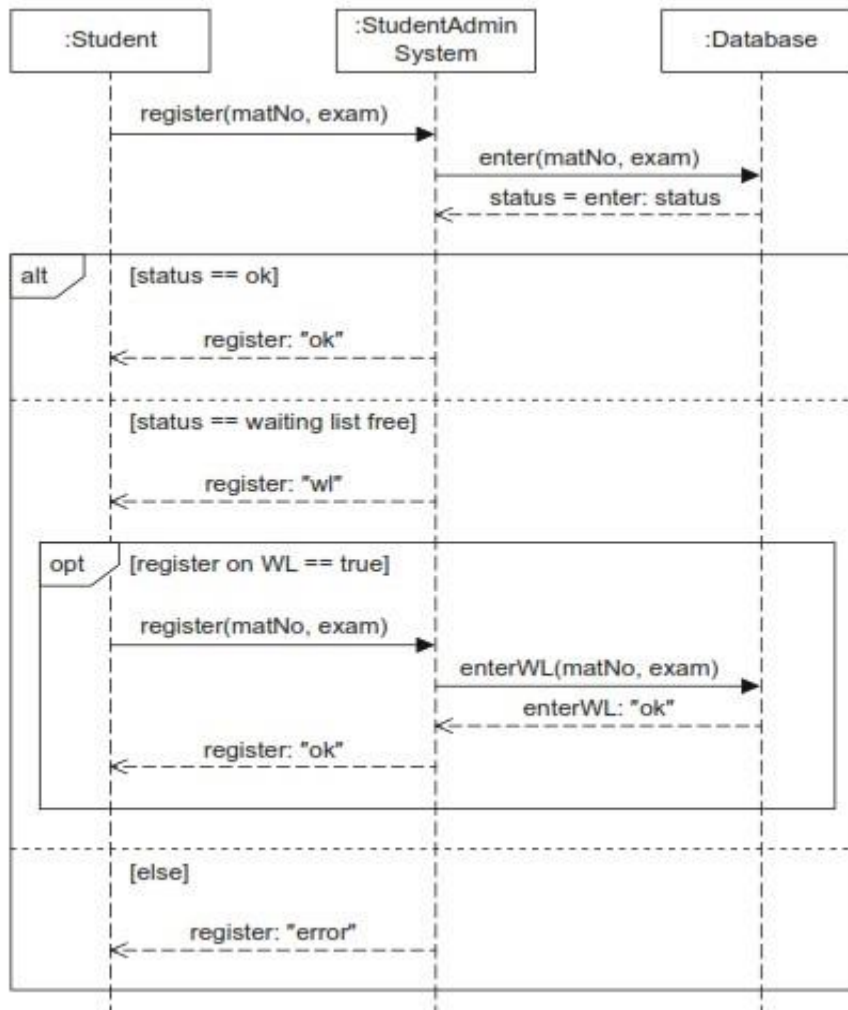 :Student
:StudentAdmin
System
:Database
register(matNo, exam)
enter(matNo, exam)
status = enter: status
alt
[status == ok]
register: "ok"
[status == waiting list free]
register: "wl"
opt
[register on WL == true]
register(matNo, exam)
enterWL(matNo, exam)
enterWL: "ok"
register: "ok"
[else]
register: "error"